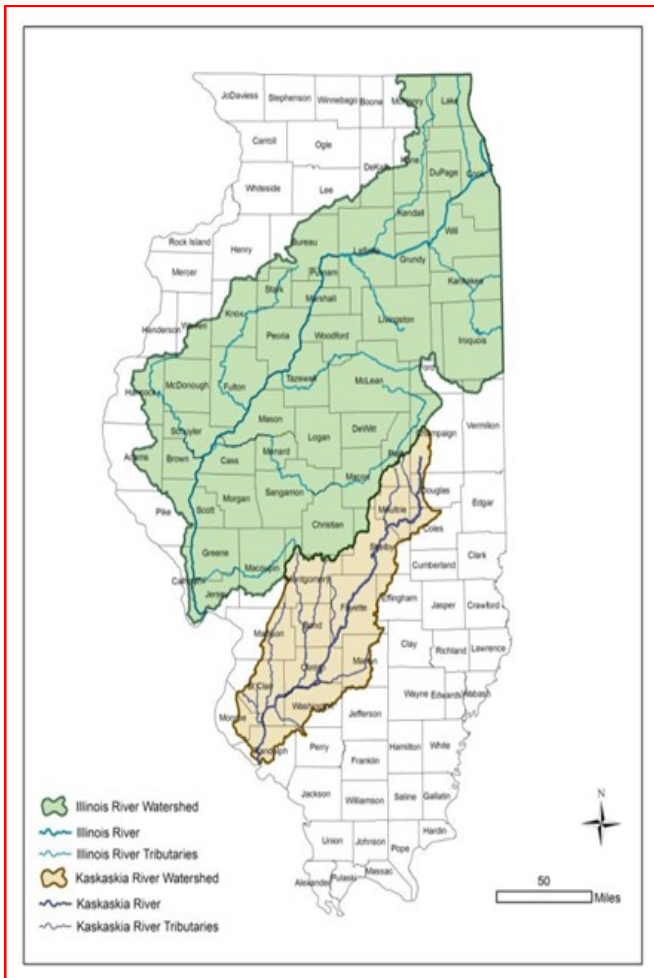 JoDaviess
Stephenson
Winnebago
Boone
McHenry
Lake
Carroll
Ogle
DeKalb
Kane
DuPage
Cook
Whiteside
Lee
Kendall
Will
Rock Island
Henry
Bureau
LaSalle
Grundy
Mercer
Putnam
Kankakee
Stark
Marshall
Knox
Livingston
Henderson
Warren
Peoria
Woodford
Iroquois
Ford
Hancock
McDonough
Fulton
Tazewell
McLean
Mason
Schuyler
Logan
DeWitt
Champaign
Vermilion
Adams
Brown
Cass
Menard
Piatt
Macon
Douglas
Edgar
Morgan
Sangamon
Moultrie
Pike
Scott
Christian
Coles
Shelby
Greene
Macoupin
Cumberland
Clark
Calhoun
Jersey
Montgomery
Effingham
Fayette
Jasper
Crawford
Madison
Bond
Clay
Richland
Lawrence
Clinton
Marion
St Clair
Wayne
Edwards
Wabash
Washington
Jefferson
Monroe
Randolph
Perry
Hamilton
White
Franklin
Jackson
Williamson
Saline
Gallatin
Union
Johnson
Pope
Hardin
Alexander
Pulaski
Massac
Illinois River Watershed
Illinois River
Illinois River Tributaries
Kaskaskia River Watershed
Kaskaskia River
Kaskaskia River Tributaries
N
50
Miles